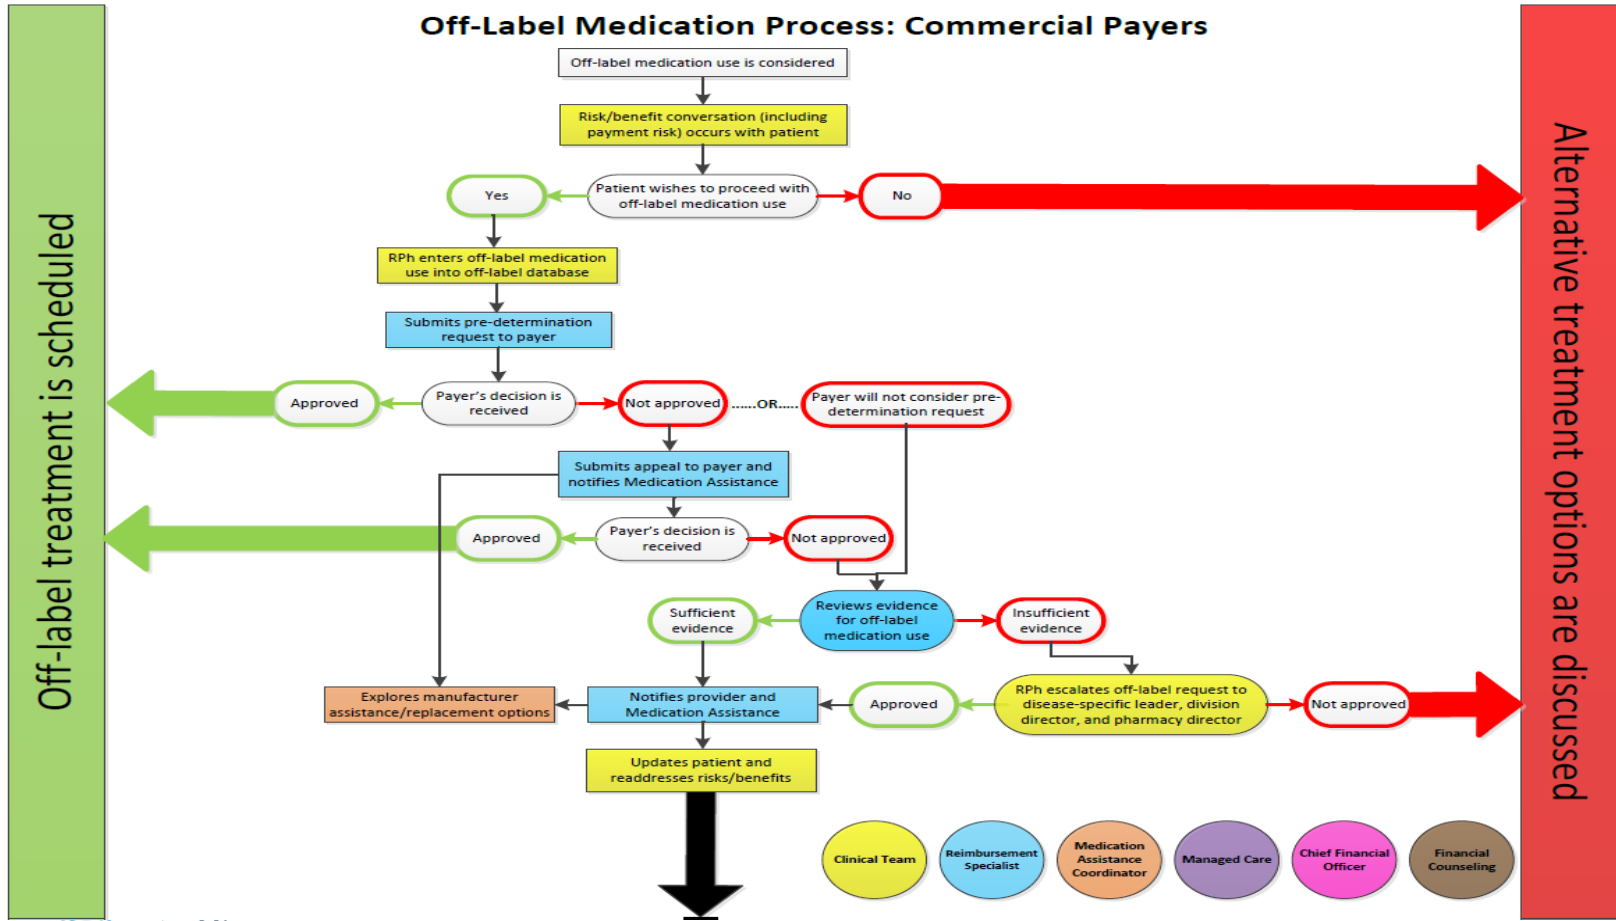 Off-Label Medication Process: Commercial Payers
Off-label medication use is considered
Risk/benefit conversation (including
payment risk) occurs with patient
Yes
Patient wishes to proceed with
off-label medication use
No
RPh enters off-label medication
use into off-label database
Submits pre-determination
request to payer
Approved
Payer's decision is
received
Not approved
......OR.....
Payer will not consider pre-
determination request
Submits appeal to payer and
notifies Medication Assistance
Approved
Payer's decision is
received
Not approved
Sufficient
evidence
Reviews evidence
for off-label
medication use
Insufficient
evidence
Explores manufacturer
assistance/replacement options
Notifies provider and
Medication Assistance
Approved
RPh escalates off-label request to
disease-specific leader, division
director, and pharmacy director
Not approved
Updates patient and
readdresses risks/benefits
Clinical Team
Reimbursement
Specialist
Medication
Assistance
Coordinator
Managed Care
Chief Financial
Officer
Financial
Counseling
Off-label treatment is scheduled
Alternative treatment options are discussed